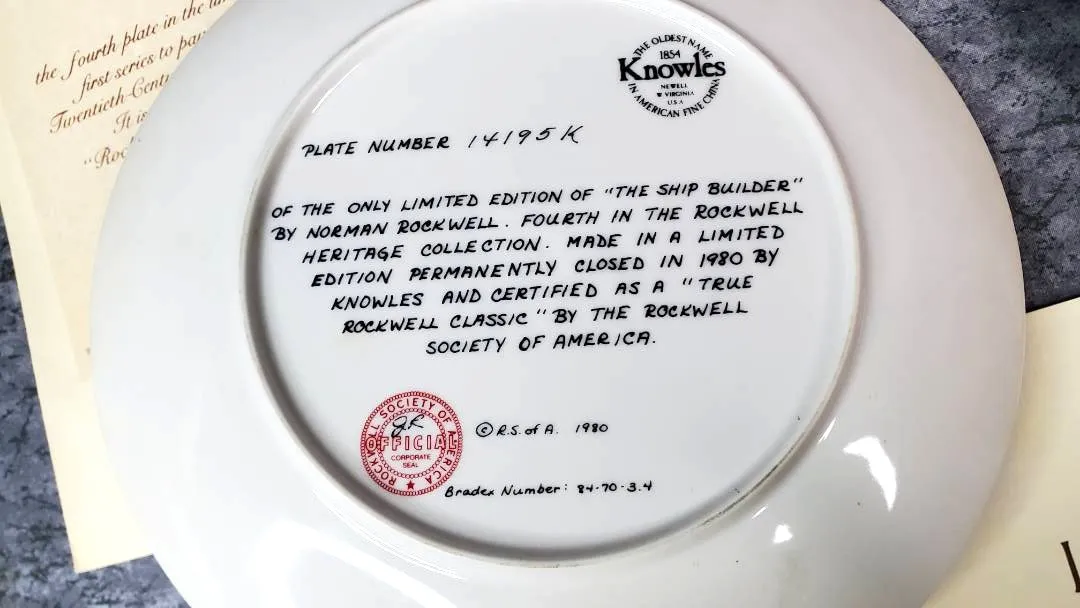 the fourth plate in the
first series to
Twentieth-
It is
"Roc
THE OLDEST NAME
1854
Knowles
NEWELL
W VIRGINIA
U.S.A
IN AMERICAN FINE CHINA
PLATE NUMBER 14195K
OF THE ONLY LIMITED EDITION OF "THE SHIP BUILDER"
BY NORMAN ROCKWELL. FOURTH IN THE ROCKWELL
HERITAGE COLLECTION. MADE IN A LIMITED
EDITION PERMANENTLY CLOSED IN 1980 BY
KNOWLES AND CERTIFIED AS A "TRUE
ROCKWELL CLASSIC" BY THE ROCKWELL
SOCIETY OF AMERICA.
ROCKWELL SOCIETY OF AMERICA
J.R
OFFICIAL
CORPORATE
SEAL
© R.S. of A. 1980
Bradex Number: 84-70-3.4